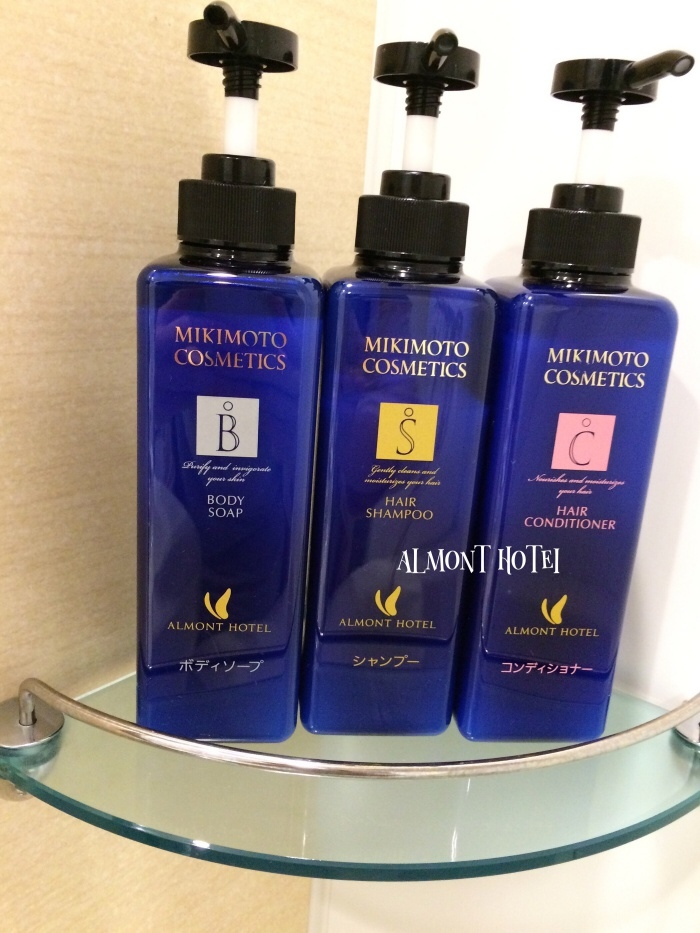 MIKIMOTO
COSMETICS
B
Purify and invigorate
your skin
BODY
SOAP
ALMONT HOTEL
ボディソープ
MIKIMOTO
COSMETICS
S
Gently cleans and
moisturizes your hair
HAIR
SHAMPOO
ALMONT HOTEL
シャンプー
MIKIMOTO
COSMETICS
C
Nourishes and moisturizes
your hair
HAIR
CONDITIONER
ALMONT HOTEL
コンディショナー
ALMONT HOTEl